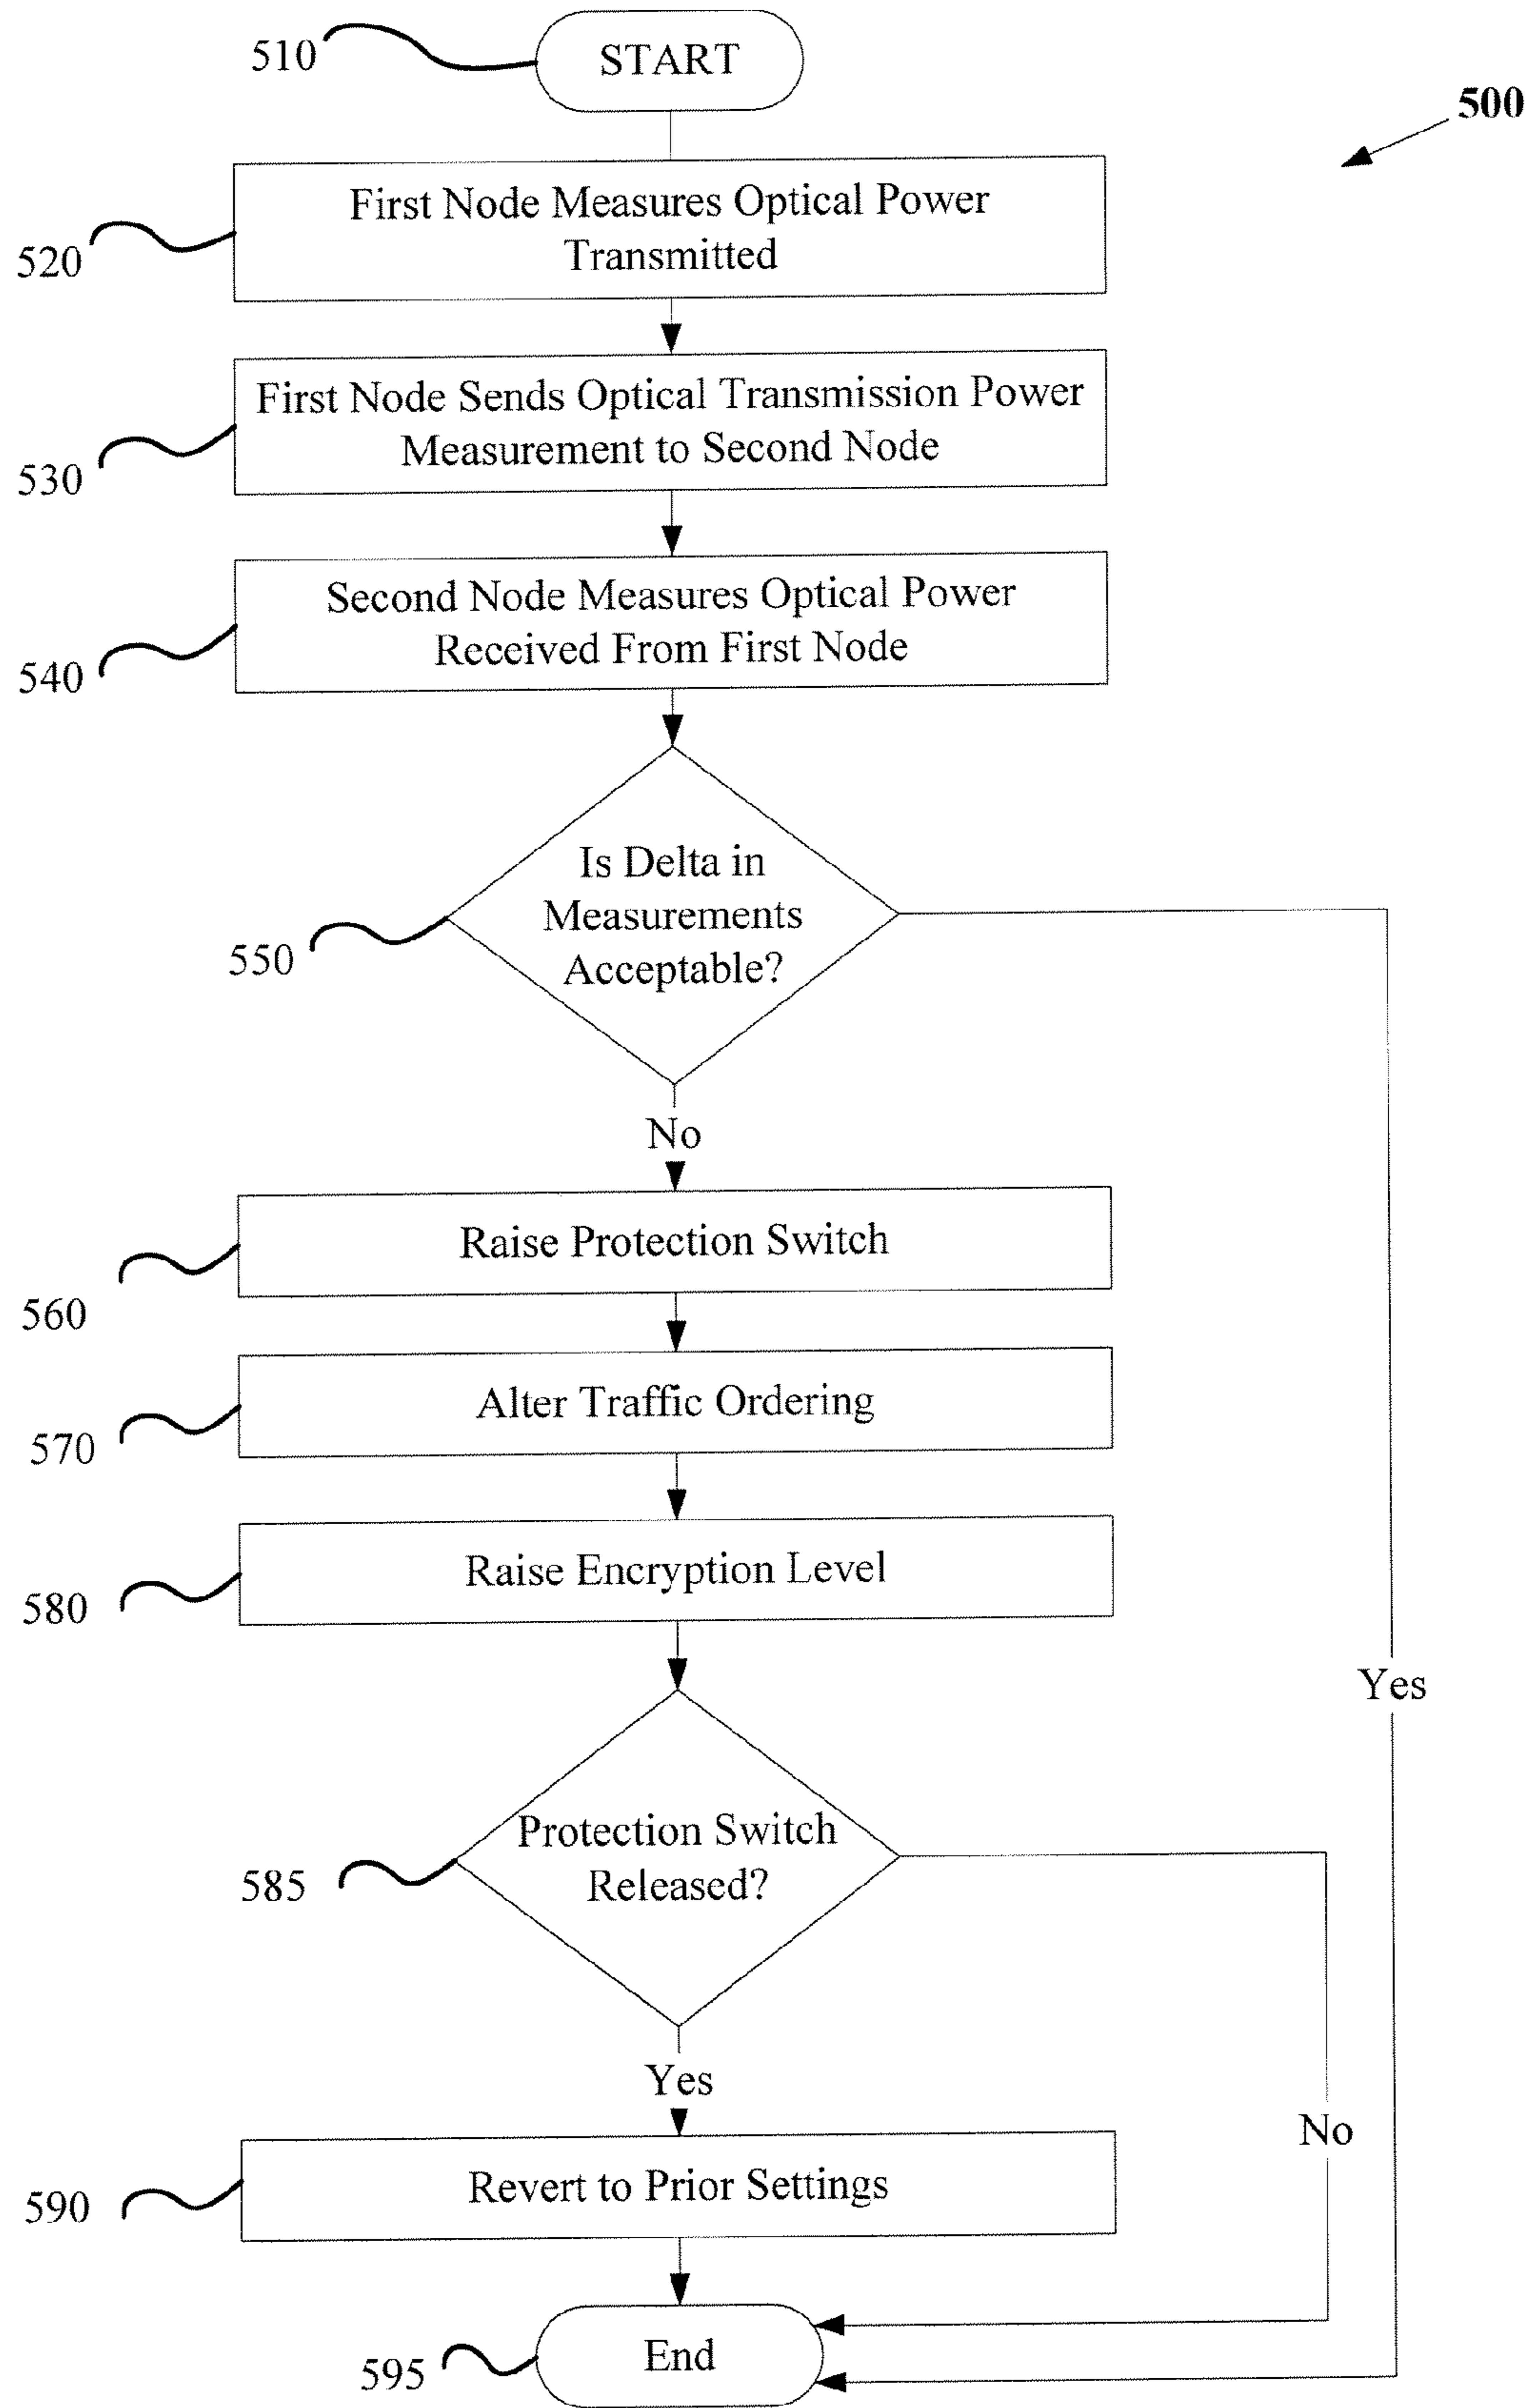 510
START
500
First Node Measures Optical Power
Transmitted
520
First Node Sends Optical Transmission Power
Measurement to Second Node
530
Second Node Measures Optical Power
Received From First Node
540
Is Delta in
Measurements
Acceptable?
550
No
Raise Protection Switch
560
Alter Traffic Ordering
570
Raise Encryption Level
580
Yes
Protection Switch
Released?
585
Yes
No
Revert to Prior Settings
590
End
595